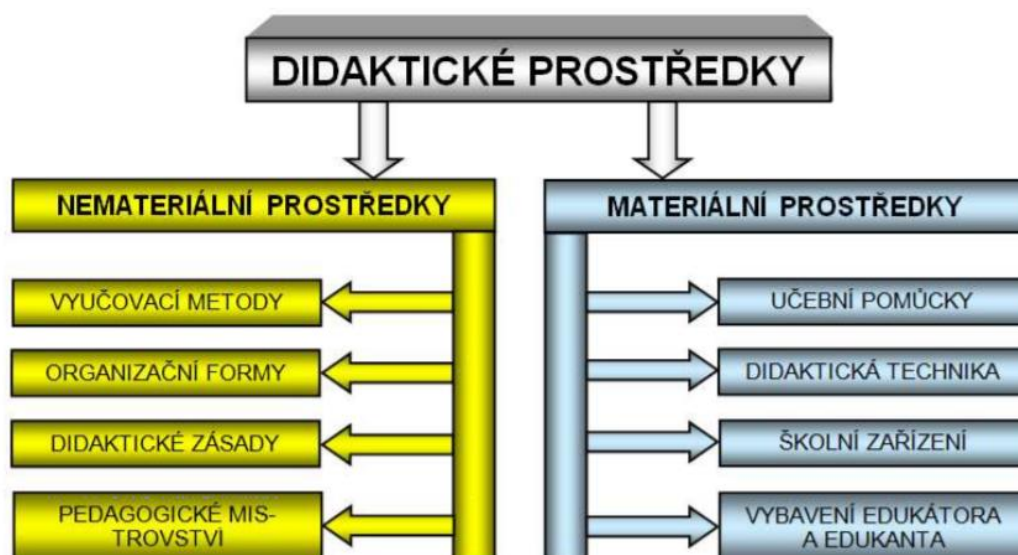 DIDAKTICKÉ PROSTŘEDKY
NEMATERIÁLNÍ PROSTŘEDKY
VYUČOVACÍ METODY
ORGANIZAČNÍ FORMY
DIDAKTICKÉ ZÁSADY
PEDAGOGICKÉ MIS-
TROVSTVÍ
MATERIÁLNÍ PROSTŘEDKY
UČEBNÍ POMŮCKY
DIDAKTICKÁ TECHNIKA
ŠKOLNÍ ZAŘÍZENÍ
VYBAVENÍ EDUKÁTORA
A EDUKANTA